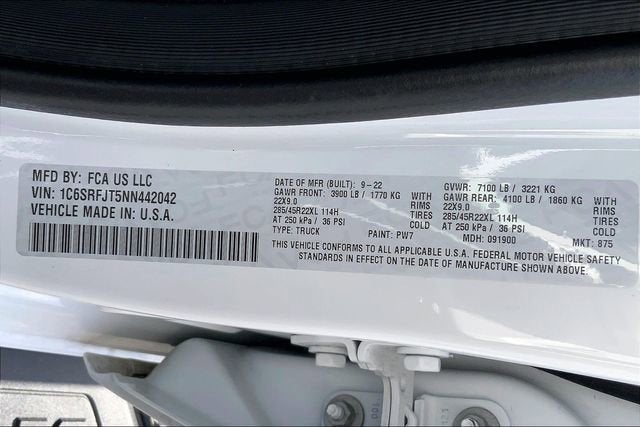 MFD BY: FCA US LLC
VIN: 1C6SRFJT5NN442042
VEHICLE MADE IN: U.S.A.
DATE OF MFR (BUILT): 9-22
GAWR FRONT: 3900 LB / 1770 KG WITH
22X9.0 RIMS
285/45R22XL 114H TIRES
AT 250 kPa / 36 PSI COLD
TYPE: TRUCK PAINT: PW7
GVWR: 7100 LB / 3221 KG
GAWR REAR: 4100 LB / 1860 KG WITH
22X9.0 RIMS
285/45R22XL 114H TIRES
AT 250 kPa / 36 PSI COLD
MDH: 091900 MKT: 875
THIS VEHICLE CONFORMS TO ALL APPLICABLE U.S.A. FEDERAL MOTOR VEHICLE SAFETY
STANDARDS IN EFFECT ON THE DATE OF MANUFACTURE SHOWN ABOVE.